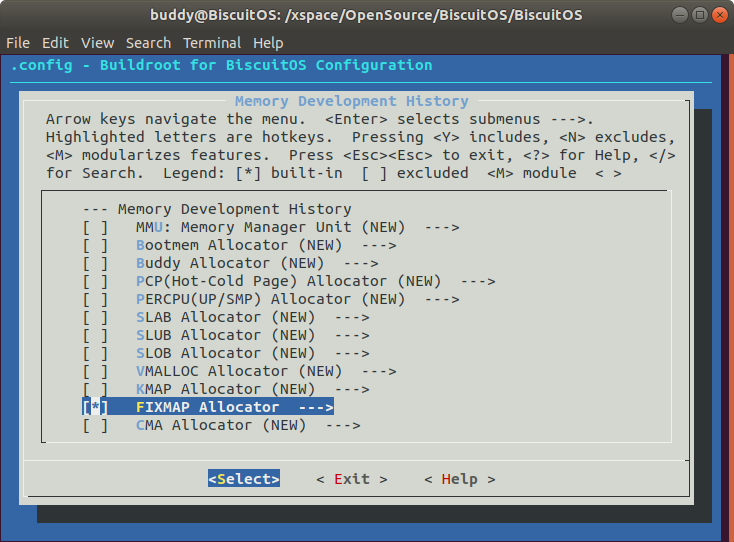 buddy@BiscuitOS: /xspace/OpenSource/BiscuitOS/BiscuitOS
File Edit View Search Terminal Help
.config - Buildroot for BiscuitOS Configuration
Memory Development History
Arrow keys navigate the menu.  <Enter> selects submenus --->.
Highlighted letters are hotkeys.  Pressing <Y> includes, <N> excludes,
<M> modularizes features.  Press <Esc><Esc> to exit, <?> for Help, </>
for Search.  Legend: [*] built-in  [ ] excluded  <M> module  < >
--- Memory Development History
[ ]   MMU: Memory Manager Unit (NEW)  --->
[ ]   Bootmem Allocator (NEW)  --->
[ ]   Buddy Allocator (NEW)  --->
[ ]   PCP(Hot-Cold Page) Allocator (NEW)  --->
[ ]   PERCPU(UP/SMP) Allocator (NEW)  --->
[ ]   SLAB Allocator (NEW)  --->
[ ]   SLUB Allocator (NEW)  --->
[ ]   SLOB Allocator (NEW)  --->
[ ]   VMALLOC Allocator (NEW)  --->
[ ]   KMAP Allocator (NEW)  --->
[*]   FIXMAP Allocator  --->
[ ]   CMA Allocator (NEW)  --->
<Select>    < Exit >    < Help >